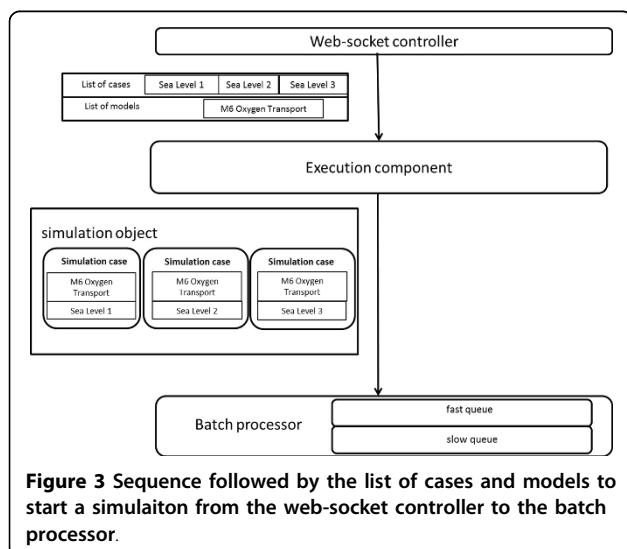 Web-socket controller
List of cases Sea Level 1 Sea Level 2 Sea Level 3
List of models M6 Oxygen Transport
Execution component
simulation object
Simulation case Simulation case Simulation case
M6 Oxygen M6 Oxygen M6 Oxygen
Transport Transport Transport
Sea Level 1 Sea Level 2 Sea Level 3
fast queue
Batch processor
slow queue
Figure 3 Sequence followed by the list of cases and models to
start a simulaiton from the web-socket controller to the batch
processor.